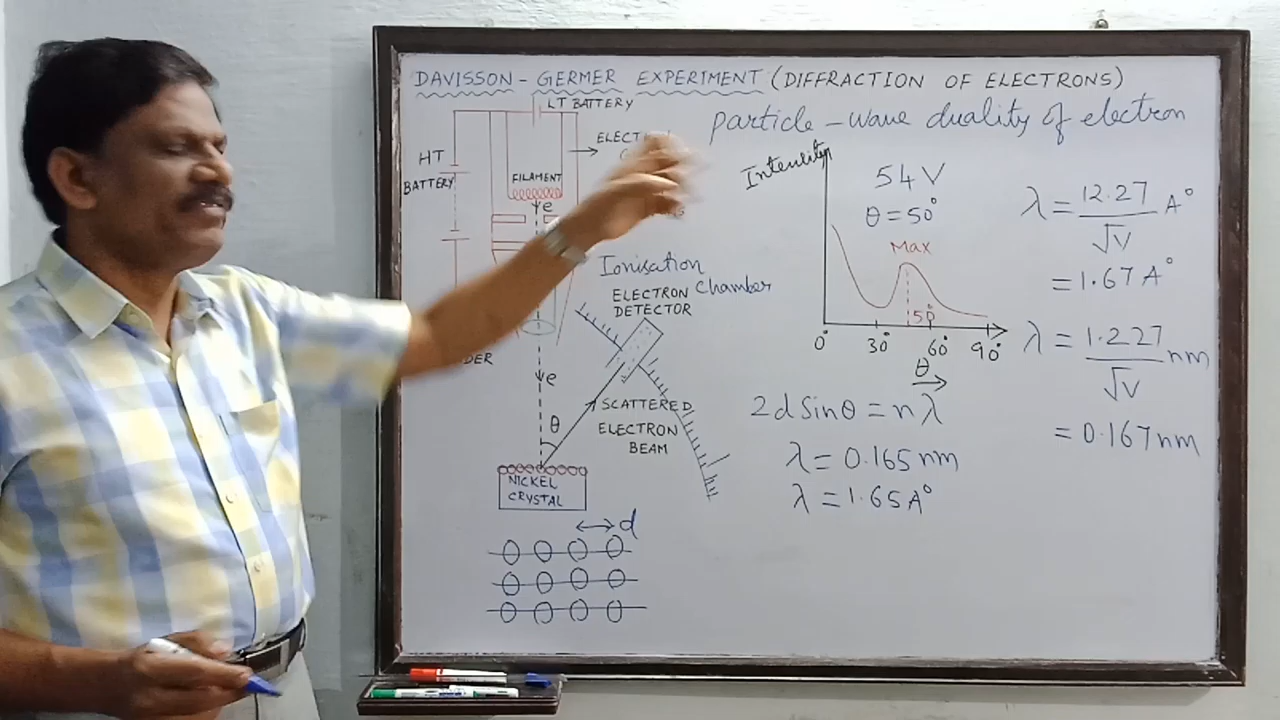 DAVISSON - GERMER EXPERIMENT (DIFFRACTION OF ELECTRONS)
particle - wave duality of electron
LT BATTERY
HT
BATTERY
FILAMENT
e
Ionisation
Chamber
ELECTRON
DETECTOR
e
θ
SCATTERED
ELECTRON
BEAM
NICKEL
CRYSTAL
d
Intensity
54V
θ = 50°
Max
50°
0° 30° 60° 90°
θ
2d Sinθ = nλ
λ = 0.165 nm
λ = 1.65 A°
λ = 12.27 / √V A°
= 1.67 A°
λ = 1.227 / √V nm
= 0.167 nm